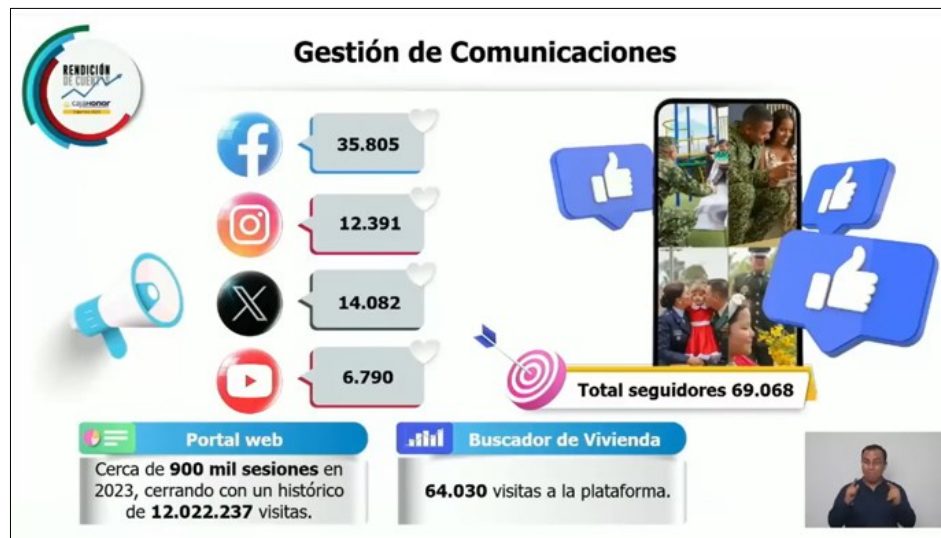 Gestión de Comunicaciones
RENDICIÓN
DE CUENTAS
CAJAHONOR
35.805
12.391
14.082
6.790
Total seguidores 69.068
Portal web
Cerca de 900 mil sesiones en
2023, cerrando con un histórico
de 12.022.237 visitas.
Buscador de Vivienda
64.030 visitas a la plataforma.